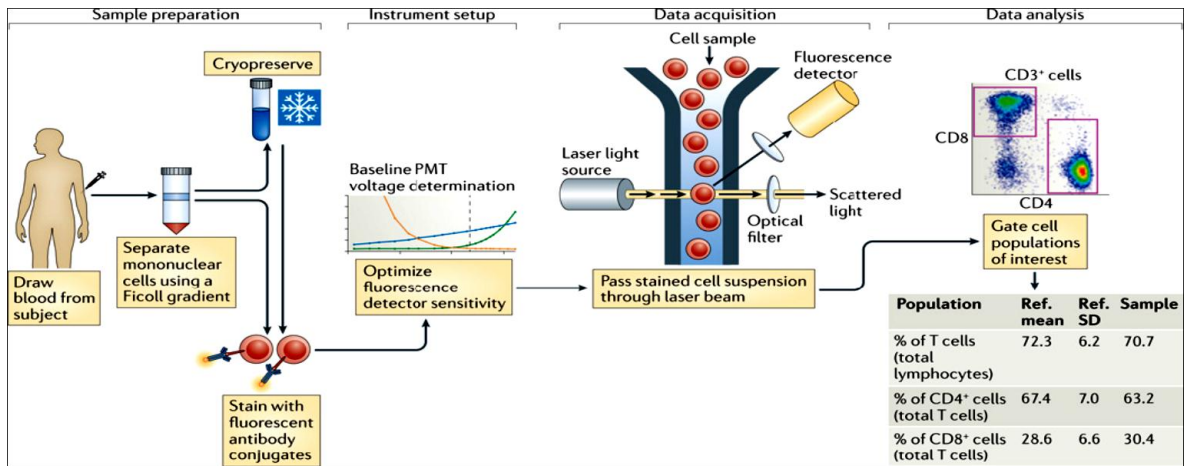 Sample preparation
Instrument setup
Data acquisition
Data analysis
Cryopreserve
Separate
mononuclear
cells using a
Ficoll gradient
Draw
blood from
subject
Stain with
fluorescent
antibody
conjugates
Baseline PMT
voltage determination
Optimize
fluorescence
detector sensitivity
Cell sample
Fluorescence
detector
Laser light
source
Scattered
light
Optical
filter
Pass stained cell suspension
through laser beam
CD3⁺ cells
CD8
CD4
Gate cell
populations
of interest
Population Ref. mean Ref. SD Sample
% of T cells (total lymphocytes) 72.3 6.2 70.7
% of CD4⁺ cells (total T cells) 67.4 7.0 63.2
% of CD8⁺ cells (total T cells) 28.6 6.6 30.4